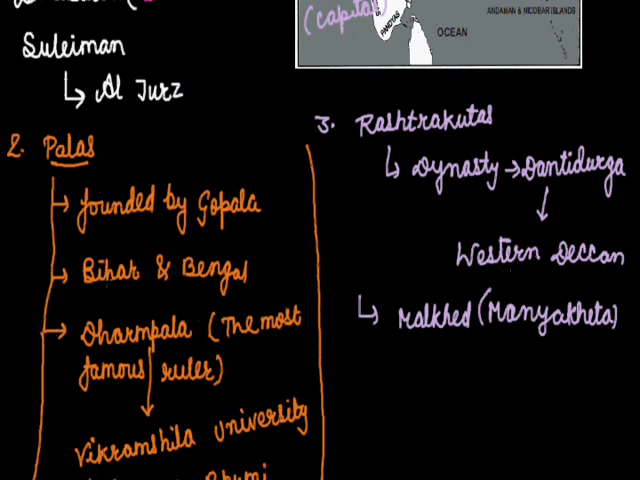 (capital)
PANDYAS
OCEAN
ANDAMAN & NICOBAR ISLANDS
Suleiman
↳ Al Jurz
2. Palas
→ founded by Gopala
→ Bihar & Bengal
→ Dharmpala (The most
famous ruler)
↓
Vikramshila University
3. Rashtrakutas
↳ Dynasty → Dantidurga
↓
Western Deccan
↳ Malkhed (Manyakheta)